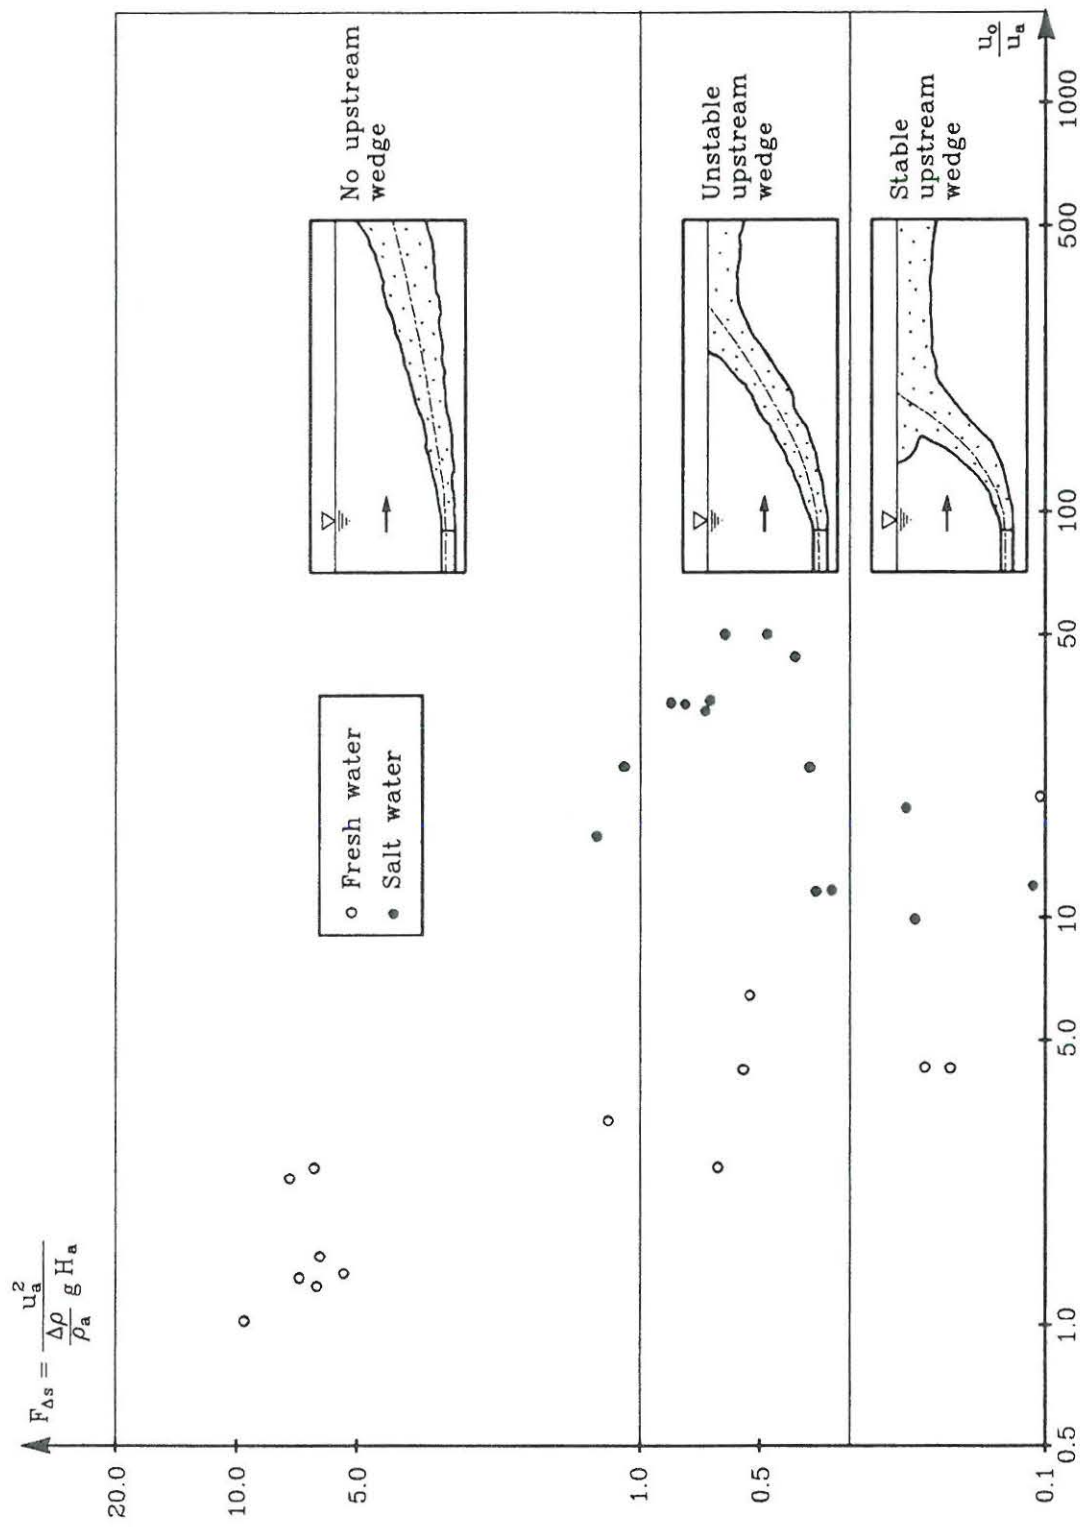 F_Δs = u_a^2 / (Δρ/ρ_a g H_a)
20.0
10.0
5.0
1.0
0.5
0.1
No upstream
wedge
Fresh water
Salt water
Unstable
upstream
wedge
Stable
upstream
wedge
0.5
1.0
5.0
10
50
100
500
1000
u_o/u_a